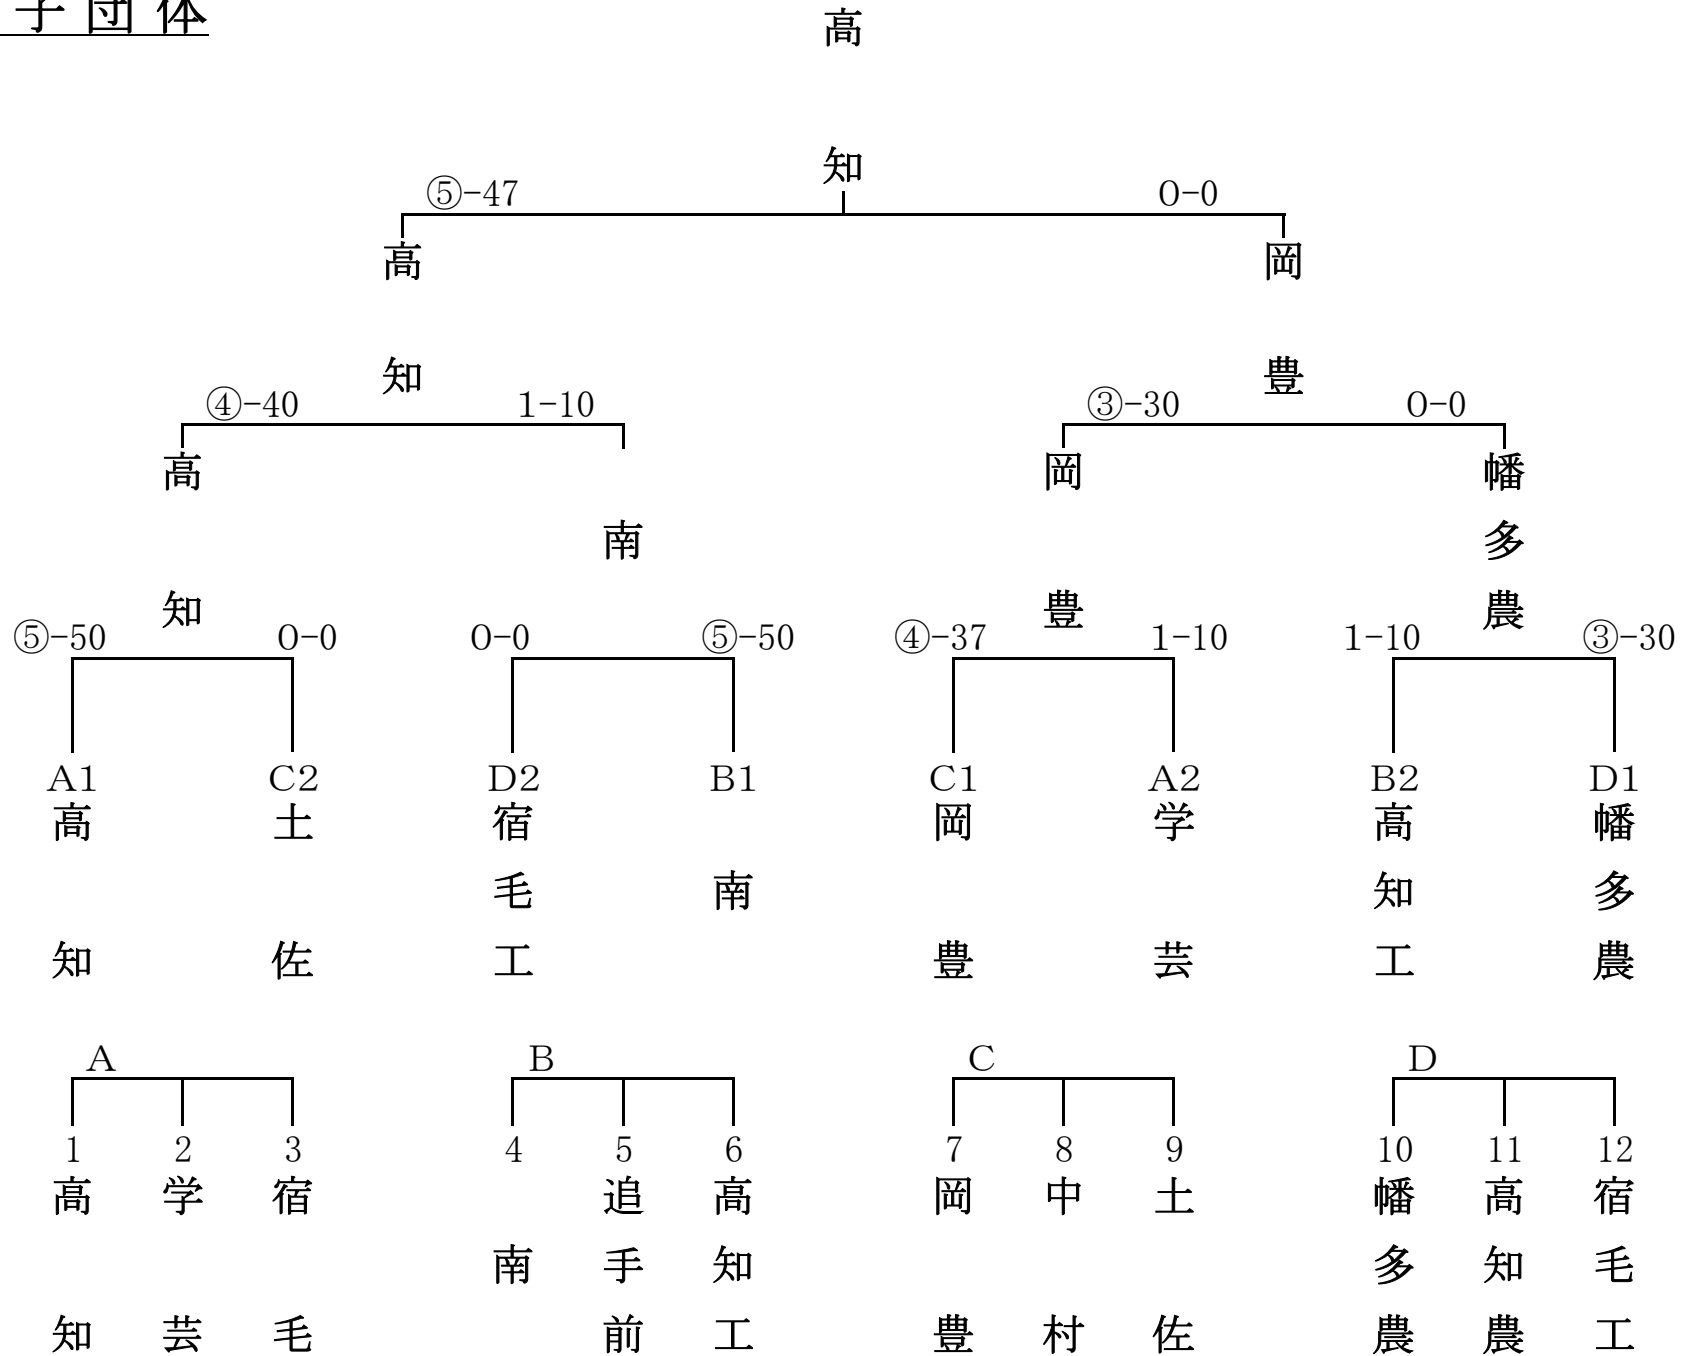 子団体
高知
⑤-47 0-0
高知 岡豊
④-40 1-10 ③-30 0-0
高知 南 岡豊 幡多農
⑤-50 0-0 0-0 ⑤-50 ④-37 1-10 1-10 ③-30
A1 C2 D2 B1 C1 A2 B2 D1
高知 土佐 宿毛工 南 岡豊 学芸 高知工 幡多農
A B C D
1 2 3 4 5 6 7 8 9 10 11 12
高知 学芸 宿毛 南 追手前 高知工 岡豊 中村 土佐 幡多農 高知農 宿毛工